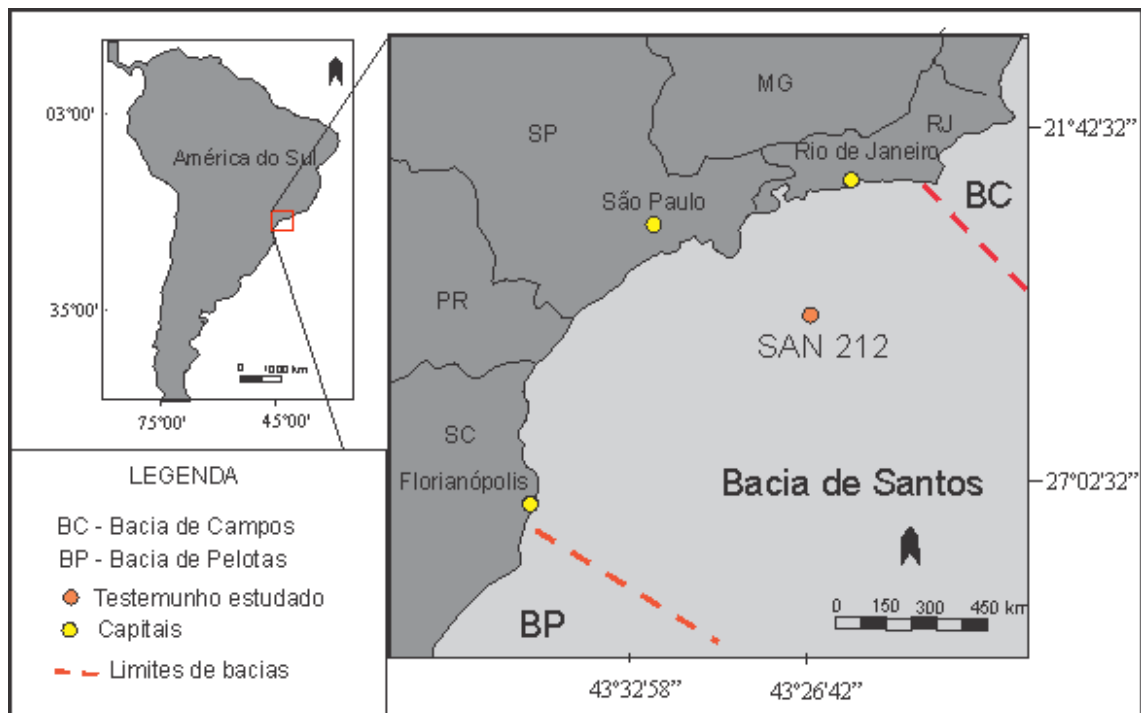 03°00'
América do Sul
35°00'
0 1000 km
75°00'
45°00'
MG
SP
RJ
21°42'32”
Rio de Janeiro
BC
São Paulo
PR
SAN 212
SC
Florianópolis
Bacia de Santos
27°02'32”
BP
0 150 300 450 km
43°32'58”
43°26'42”
LEGENDA
BC - Bacia de Campos
BP - Bacia de Pelotas
Testemunho estudado
Capitais
Limites de bacias